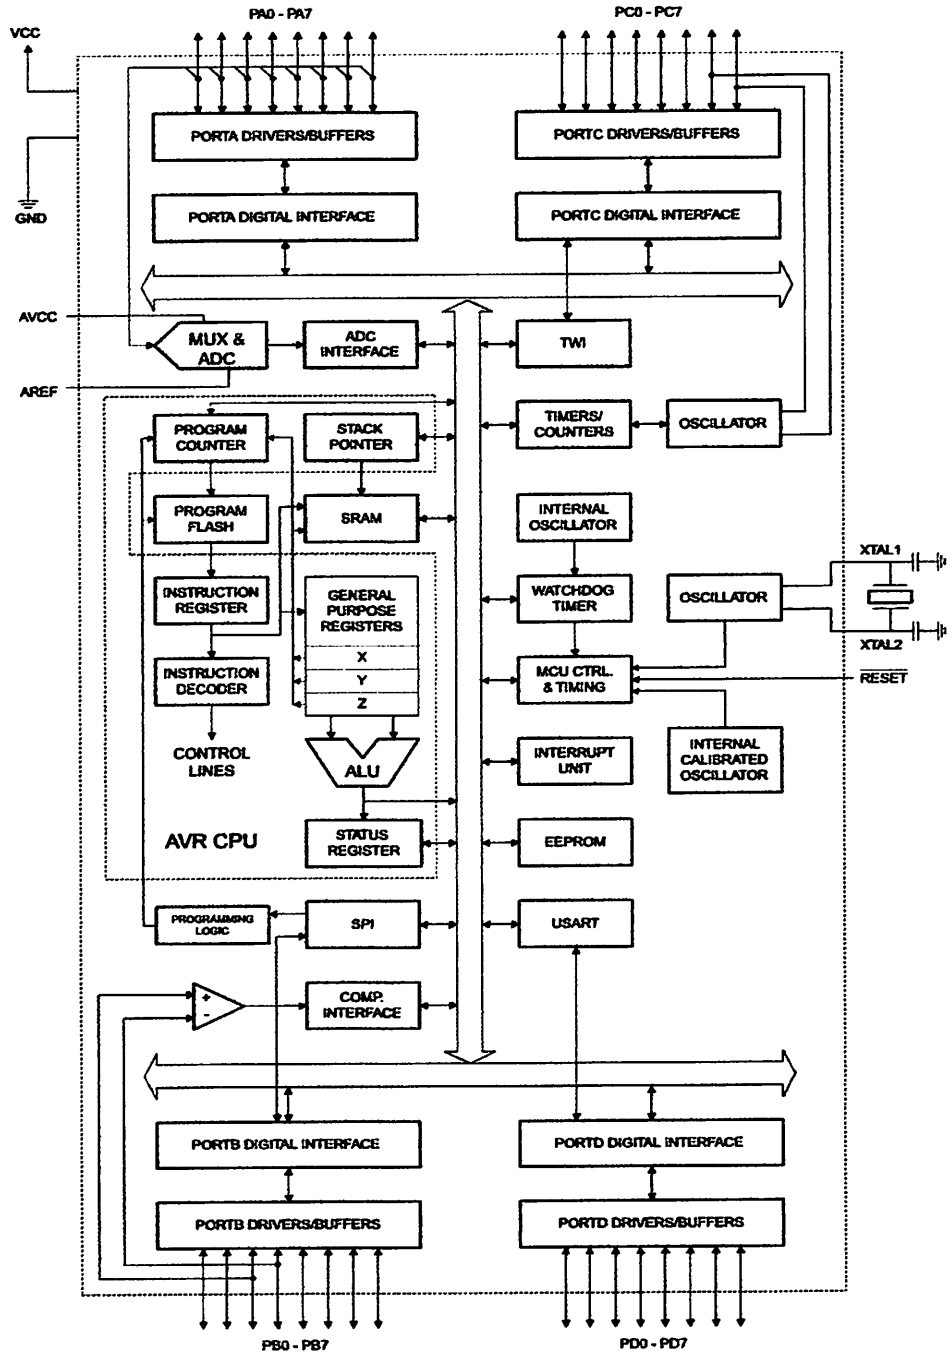 PA0 - PA7
PC0 - PC7
VCC
PORTA DRIVERS/BUFFERS
PORTC DRIVERS/BUFFERS
GND
PORTA DIGITAL INTERFACE
PORTC DIGITAL INTERFACE
AVCC
MUX &
ADC
ADC
INTERFACE
TWI
AREF
PROGRAM
COUNTER
STACK
POINTER
TIMERS/
COUNTERS
OSCILLATOR
PROGRAM
FLASH
SRAM
INTERNAL
OSCILLATOR
XTAL1
INSTRUCTION
REGISTER
GENERAL
PURPOSE
REGISTERS
WATCHDOG
TIMER
OSCILLATOR
XTAL2
X
Y
Z
INSTRUCTION
DECODER
MCU CTRL.
& TIMING
RESET
CONTROL
LINES
ALU
INTERRUPT
UNIT
INTERNAL
CALIBRATED
OSCILLATOR
AVR CPU
STATUS
REGISTER
EEPROM
PROGRAMMING
LOGIC
SPI
USART
+
-
COMP.
INTERFACE
PORTB DIGITAL INTERFACE
PORTD DIGITAL INTERFACE
PORTB DRIVERS/BUFFERS
PORTD DRIVERS/BUFFERS
PB0 - PB7
PD0 - PD7